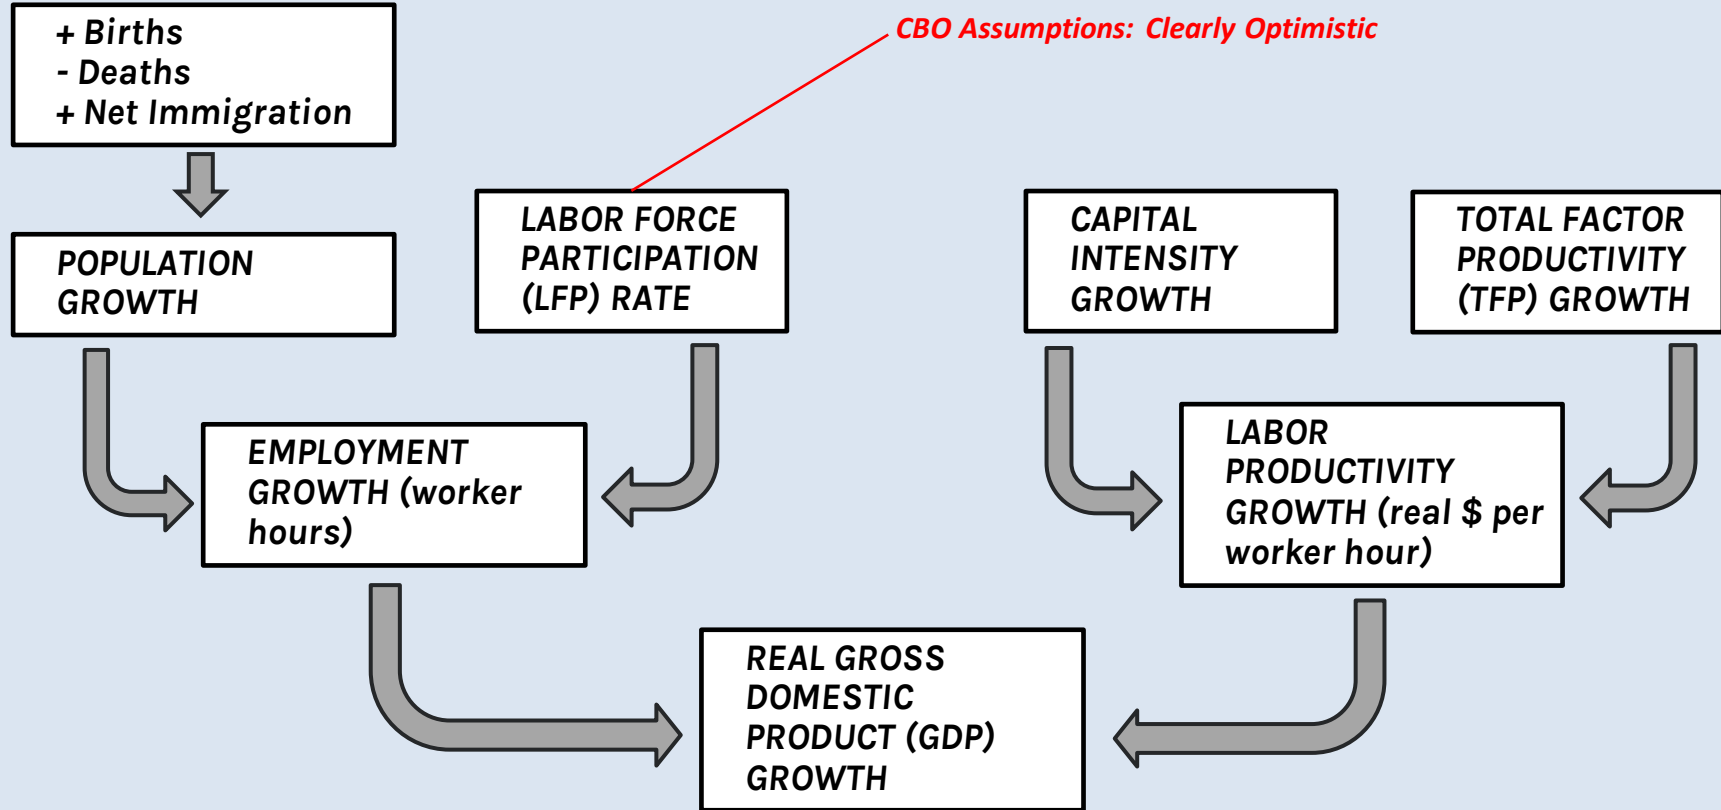 + Births
- Deaths
+ Net Immigration
CBO Assumptions: Clearly Optimistic
POPULATION
GROWTH
LABOR FORCE
PARTICIPATION
(LFP) RATE
CAPITAL
INTENSITY
GROWTH
TOTAL FACTOR
PRODUCTIVITY
(TFP) GROWTH
EMPLOYMENT
GROWTH (worker
hours)
LABOR
PRODUCTIVITY
GROWTH (real $ per
worker hour)
REAL GROSS
DOMESTIC
PRODUCT (GDP)
GROWTH